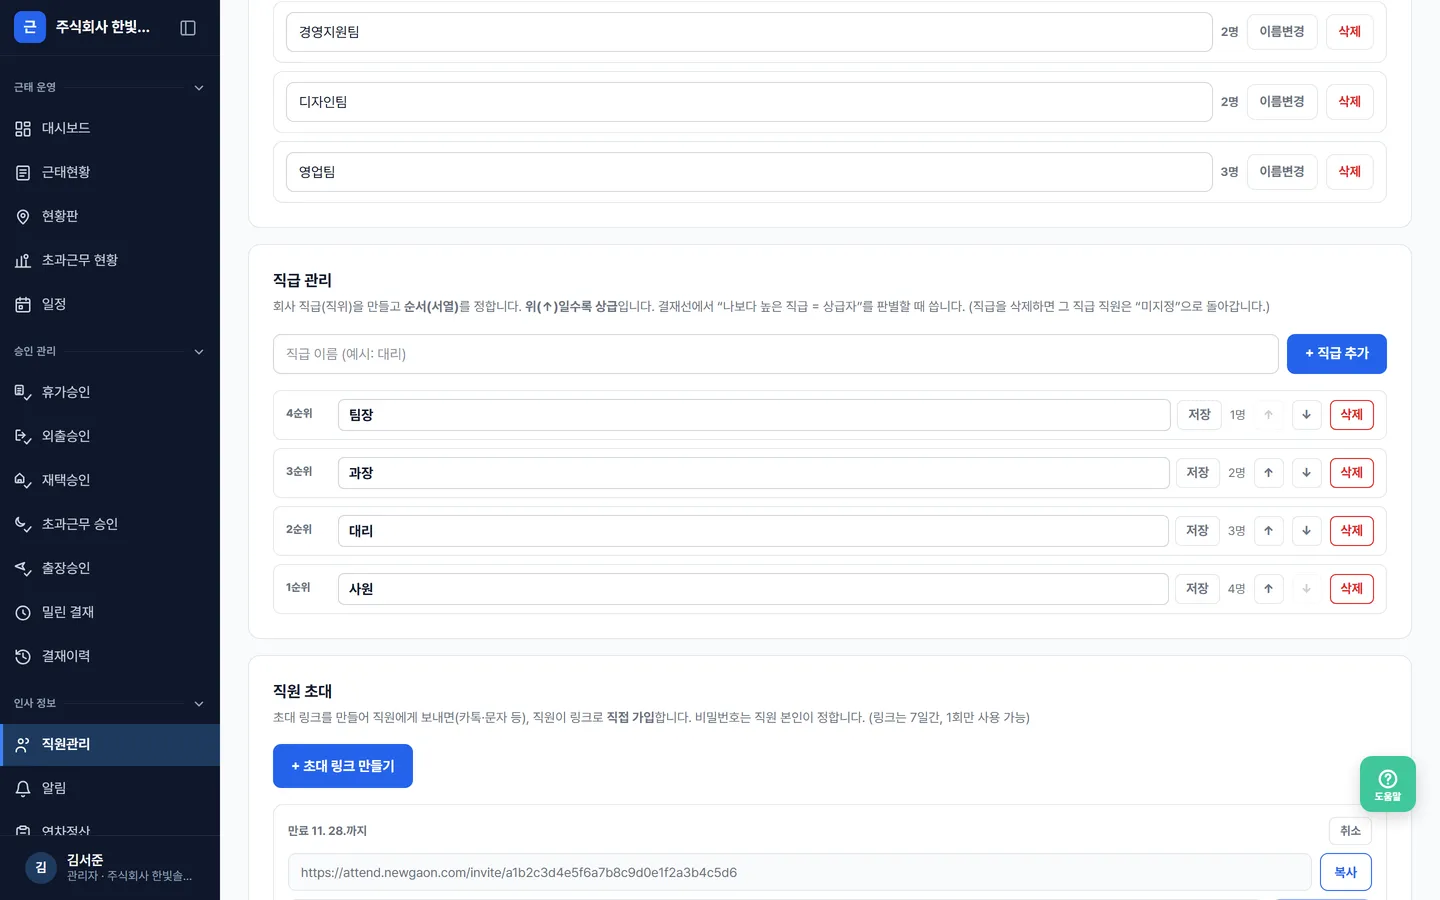 근
주식회사 한빛...
근태 운영
대시보드
근태현황
현황판
초과근무 현황
일정
승인 관리
휴가승인
외출승인
재택승인
초과근무 승인
출장승인
밀린 결재
결재이력
인사 정보
직원관리
알림
연차정산
김
김서준
관리자 · 주식회사 한빛솔...
경영지원팀
2명
이름변경
삭제
디자인팀
2명
이름변경
삭제
영업팀
3명
이름변경
삭제
직급 관리
회사 직급(직위)을 만들고 순서(서열)를 정합니다. 위(↑)일수록 상급입니다. 결재선에서 “나보다 높은 직급 = 상급자”를 판별할 때 씁니다. (직급을 삭제하면 그 직급 직원은 “미지정”으로 돌아갑니다.)
직급 이름 (예시: 대리)
+ 직급 추가
4순위
팀장
저장
1명
↑
↓
삭제
3순위
과장
저장
2명
↑
↓
삭제
2순위
대리
저장
3명
↑
↓
삭제
1순위
사원
저장
4명
↑
↓
삭제
직원 초대
초대 링크를 만들어 직원에게 보내면(카톡·문자 등), 직원이 링크로 직접 가입합니다. 비밀번호는 직원 본인이 정합니다. (링크는 7일간, 1회만 사용 가능)
+ 초대 링크 만들기
만료 11. 28.까지
취소
https://attend.newgaon.com/invite/a1b2c3d4e5f6a7b8c9d0e1f2a3b4c5d6
복사
도움말